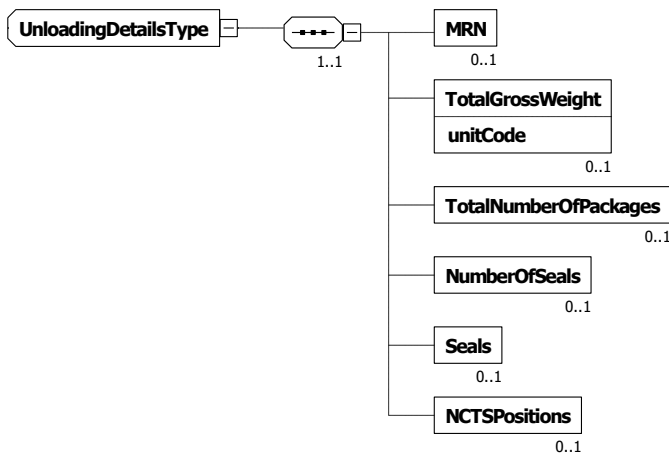 UnloadingDetailsType
1..1
MRN
0..1
TotalGrossWeight
unitCode
0..1
TotalNumberOfPackages
0..1
NumberOfSeals
0..1
Seals
0..1
NCTSPositions
0..1